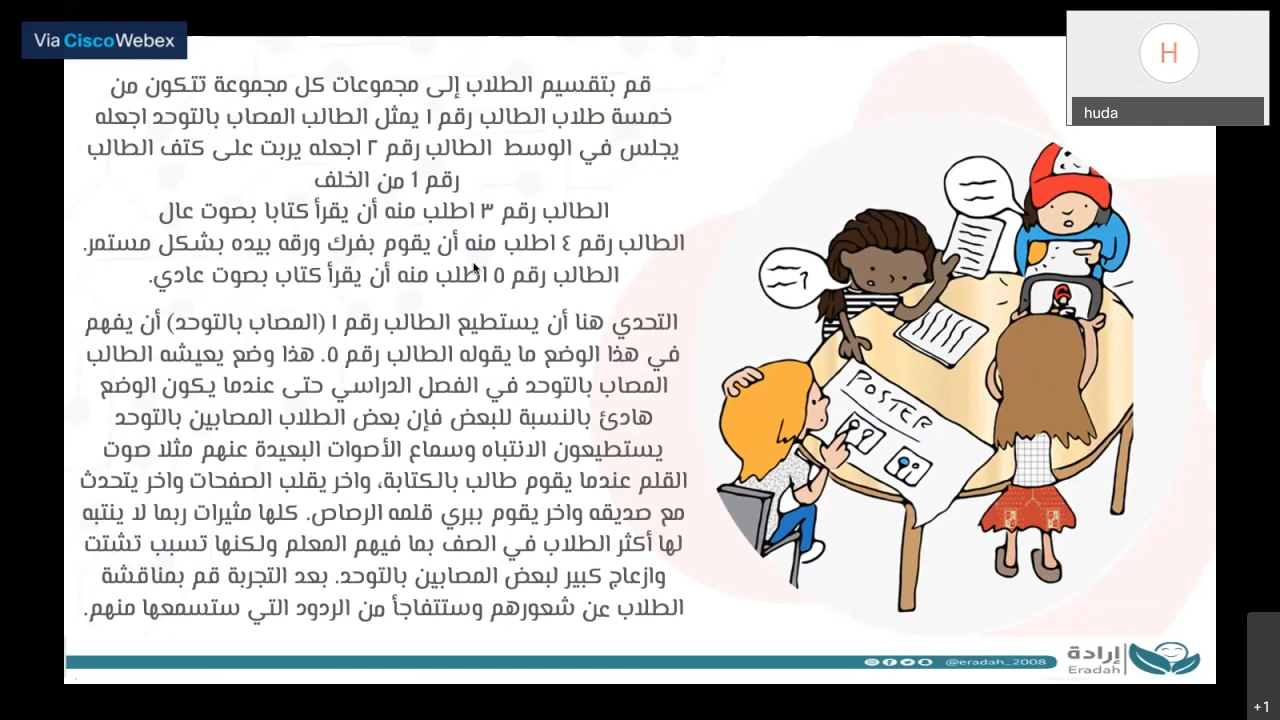 Via Cisco Webex
H
huda
قم بتقسيم الطلاب إلى مجموعات كل مجموعة تتكون من
خمسة طلاب الطالب رقم ١ يمثل الطالب المصاب بالتوحد اجعله
يجلس في الوسط الطالب رقم ٢ اجعله يربت على كتف الطالب
رقم 1 من الخلف
الطالب رقم ٣ اطلب منه أن يقرأ كتابا بصوت عال
الطالب رقم ٤ اطلب منه أن يقوم بفرك ورقه بيده بشكل مستمر.
الطالب رقم ٥ اطلب منه أن يقرأ كتاب بصوت عادي.
التحدي هنا أن يستطيع الطالب رقم ١ (المصاب بالتوحد) أن يفهم
في هذا الوضع ما يقوله الطالب رقم ٥. هذا وضع يعيشه الطالب
المصاب بالتوحد في الفصل الدراسي حتى عندما يكون الوضع
هادئ بالنسبة للبعض فإن بعض الطلاب المصابين بالتوحد
يستطيعون الانتباه وسماع الأصوات البعيدة عنهم مثلا صوت
القلم عندما يقوم طالب بالكتابة، واخر يقلب الصفحات واخر يتحدث
مع صديقه واخر يقوم ببري قلمه الرصاص. كلها مثيرات ربما لا ينتبه
لها أكثر الطلاب في الصف بما فيهم المعلم ولكنها تسبب تشتت
وازعاج كبير لبعض المصابين بالتوحد. بعد التجربة قم بمناقشة
الطلاب عن شعورهم وستتفاجأ من الردود التي ستسمعها منهم.
?
POSTER
@eradah_2008
إرادة
Eradah
+1